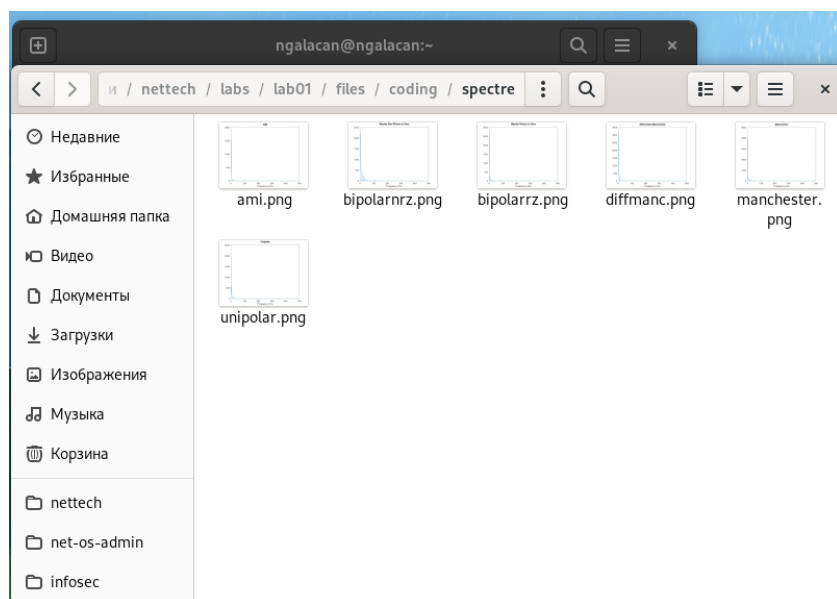 ngalacan@ngalacan:~
и / nettech / labs / lab01 / files / coding / spectre
Недавние
Избранные
Домашняя папка
Видео
Документы
Загрузки
Изображения
Музыка
Корзина
nettech
net-os-admin
infosec
ami.png
bipolarnrz.png
bipolarrz.png
diffmanc.png
manchester.
png
unipolar.png